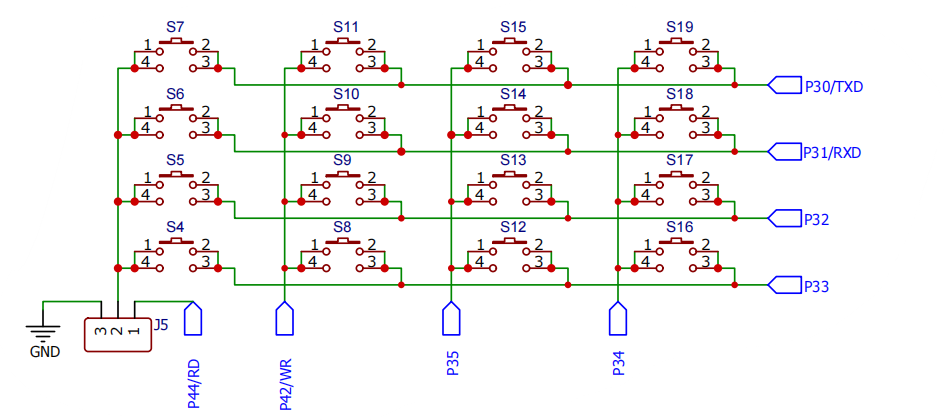 S7 S11 S15 S19
1 2 1 2 1 2 1 2
4 3 4 3 4 3 4 3
P30/TXD
S6 S10 S14 S18
1 2 1 2 1 2 1 2
4 3 4 3 4 3 4 3
P31/RXD
S5 S9 S13 S17
1 2 1 2 1 2 1 2
4 3 4 3 4 3 4 3
P32
S4 S8 S12 S16
1 2 1 2 1 2 1 2
4 3 4 3 4 3 4 3
P33
3 2 1 J5
GND
P44/RD
P42/WR
P35
P34